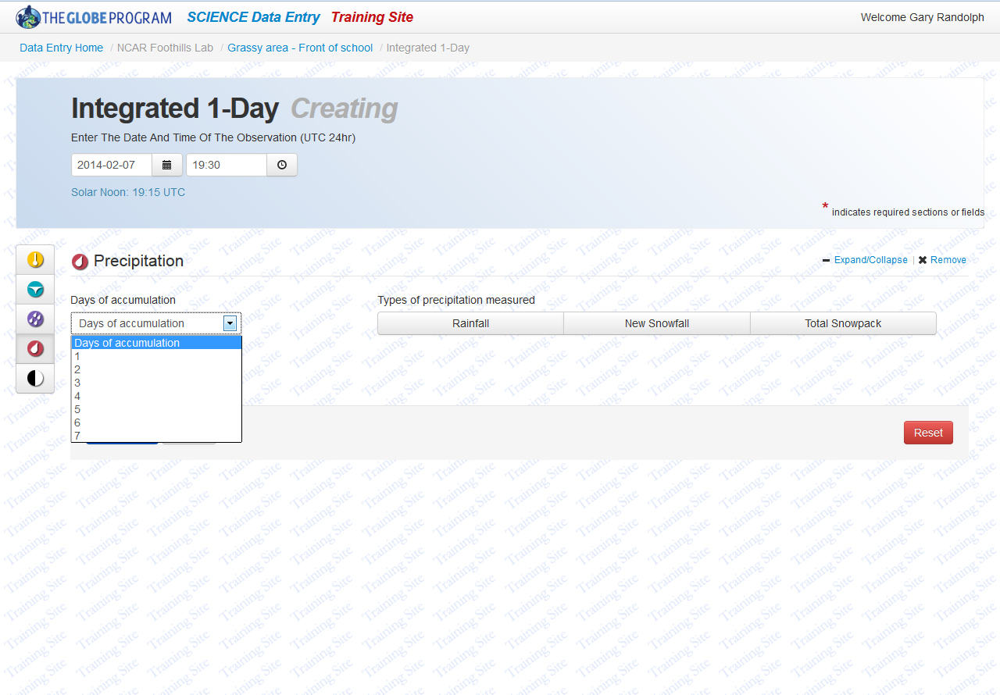 THE GLOBE PROGRAM SCIENCE Data Entry Training Site Welcome Gary Randolph
Data Entry Home / NCAR Foothills Lab / Grassy area - Front of school / Integrated 1-Day
Integrated 1-Day Creating
Enter The Date And Time Of The Observation (UTC 24hr)
2014-02-07 19:30
Solar Noon: 19:15 UTC
* indicates required sections or fields
Precipitation Expand/Collapse | Remove
Days of accumulation Types of precipitation measured
Days of accumulation Rainfall New Snowfall Total Snowpack
Days of accumulation
1
2
3
4
5
6
7
Reset
Training Site